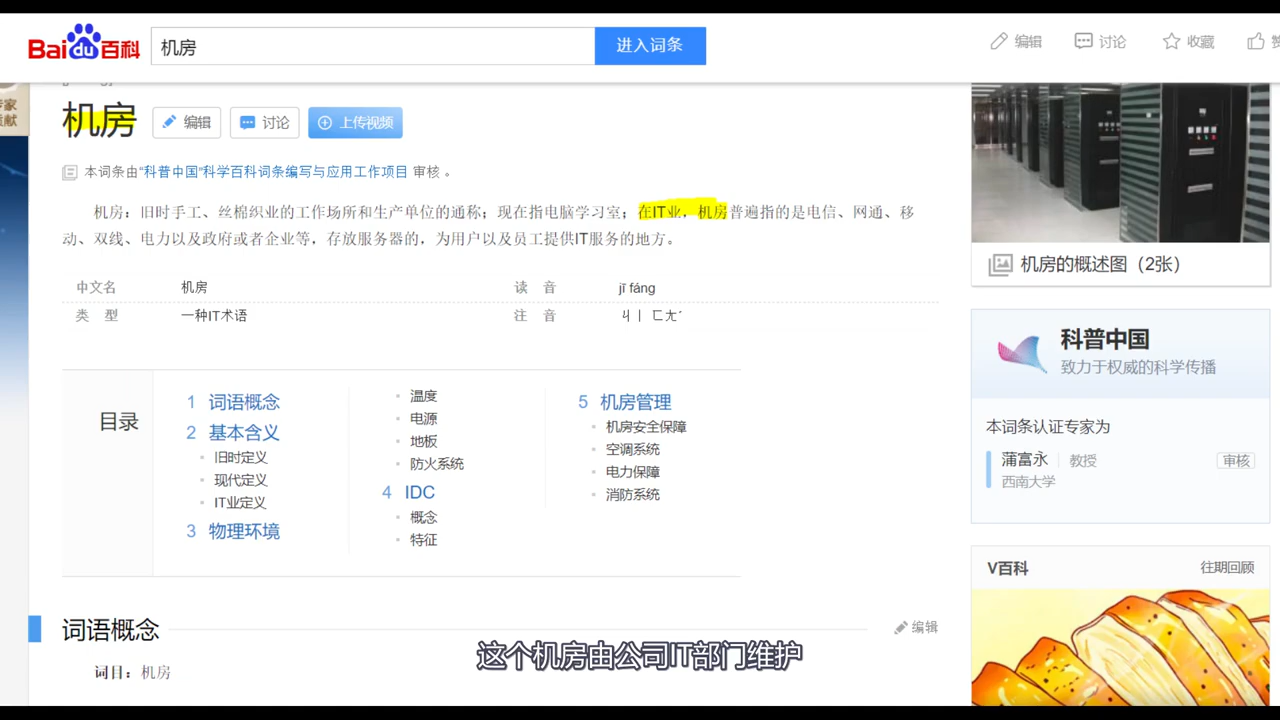 Baidu百科
机房
进入词条
编辑
讨论
收藏
机房
编辑
讨论
上传视频
本词条由“科普中国”科学百科词条编写与应用工作项目 审核 。
机房：旧时手工、丝棉织业的工作场所和生产单位的通称；现在指电脑学习室；在IT业，机房普遍指的是电信、网通、移
动、双线、电力以及政府或者企业等，存放服务器的，为用户以及员工提供IT服务的地方。
中文名 机房
读 音 jī fáng
类 型 一种IT术语
注 音 ㄐㄧ ㄈㄤˊ
目录
1 词语概念
2 基本含义
旧时定义
现代定义
IT业定义
3 物理环境
温度
电源
地板
防火系统
4 IDC
概念
特征
5 机房管理
机房安全保障
空调系统
电力保障
消防系统
词语概念
编辑
词目：机房
机房的概述图（2张）
科普中国
致力于权威的科学传播
本词条认证专家为
蒲富永 教授
审核
西南大学
V百科
往期回顾
这个机房由公司IT部门维护